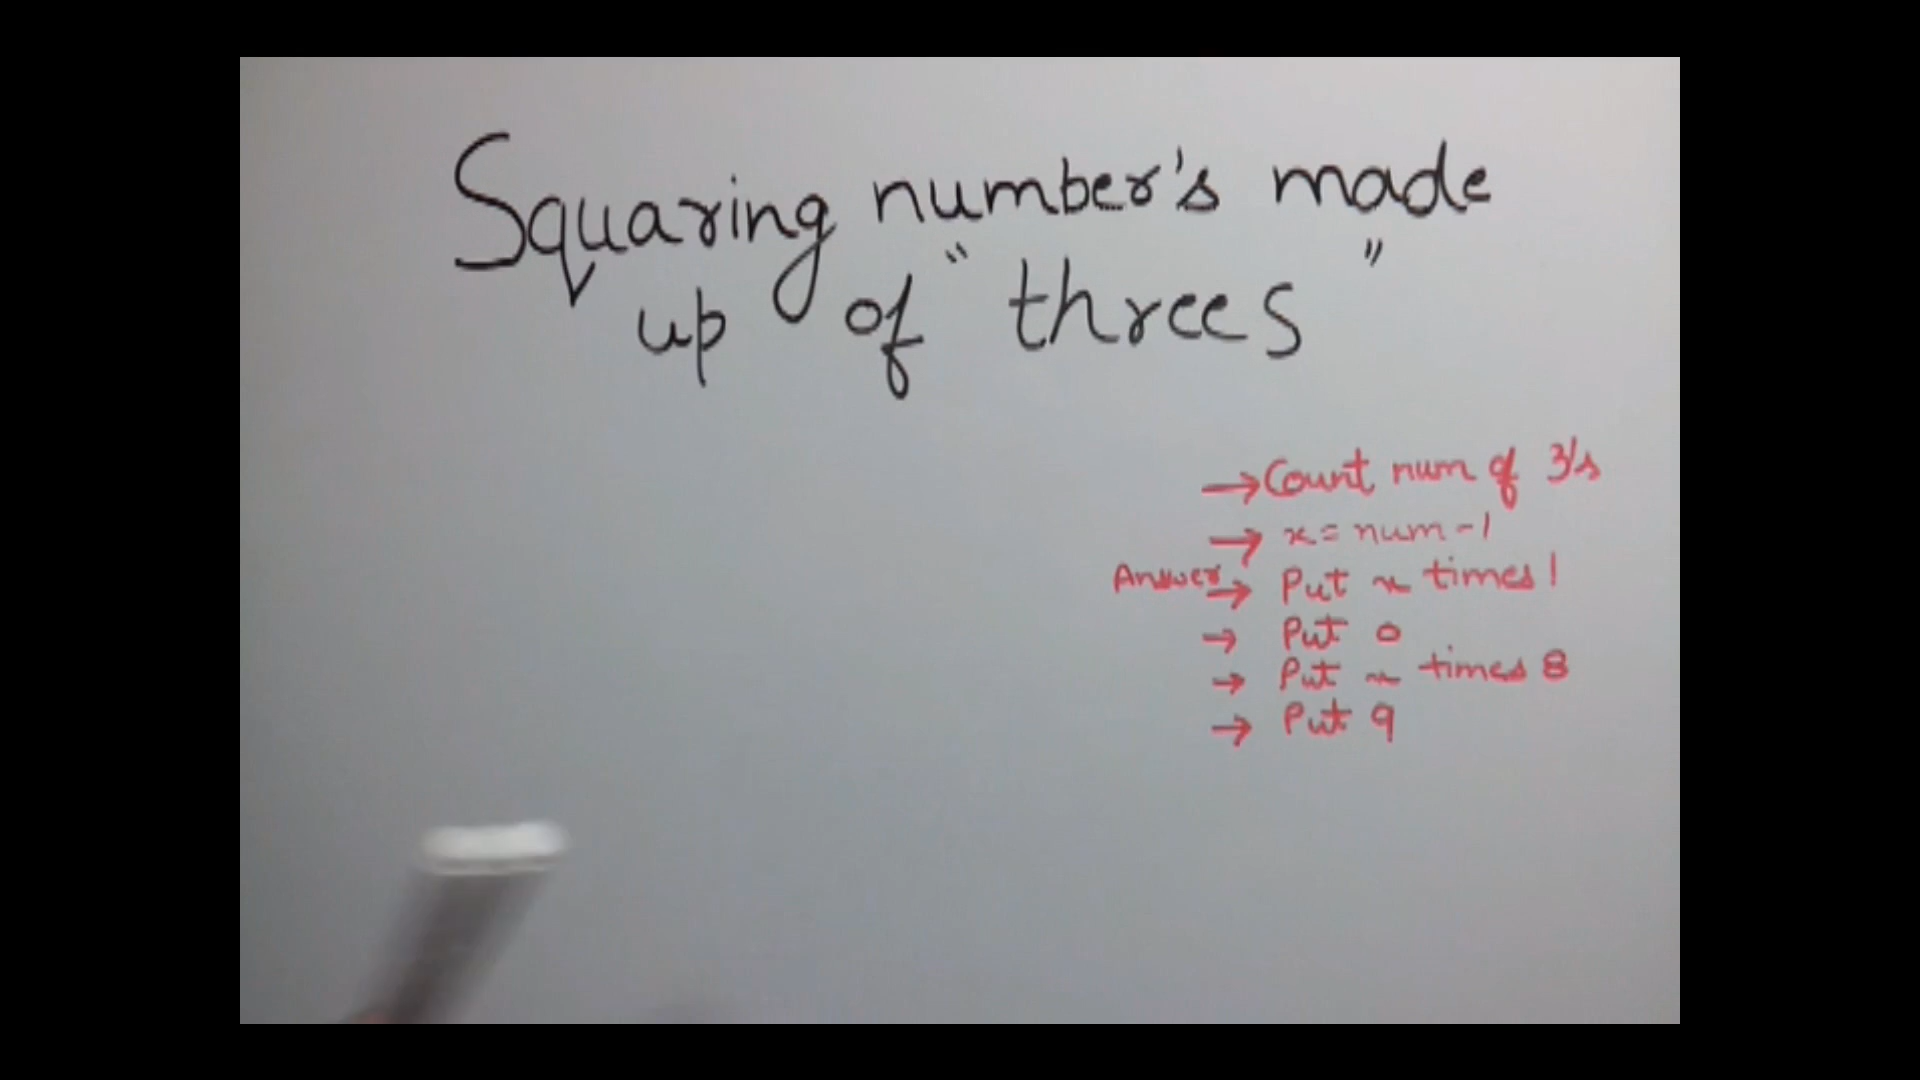 Squaring number's made
up of "threes"
→ Count num of 3's
→ x = num - 1
Answer → Put x times 1
→ Put 0
→ Put x times 8
→ Put 9